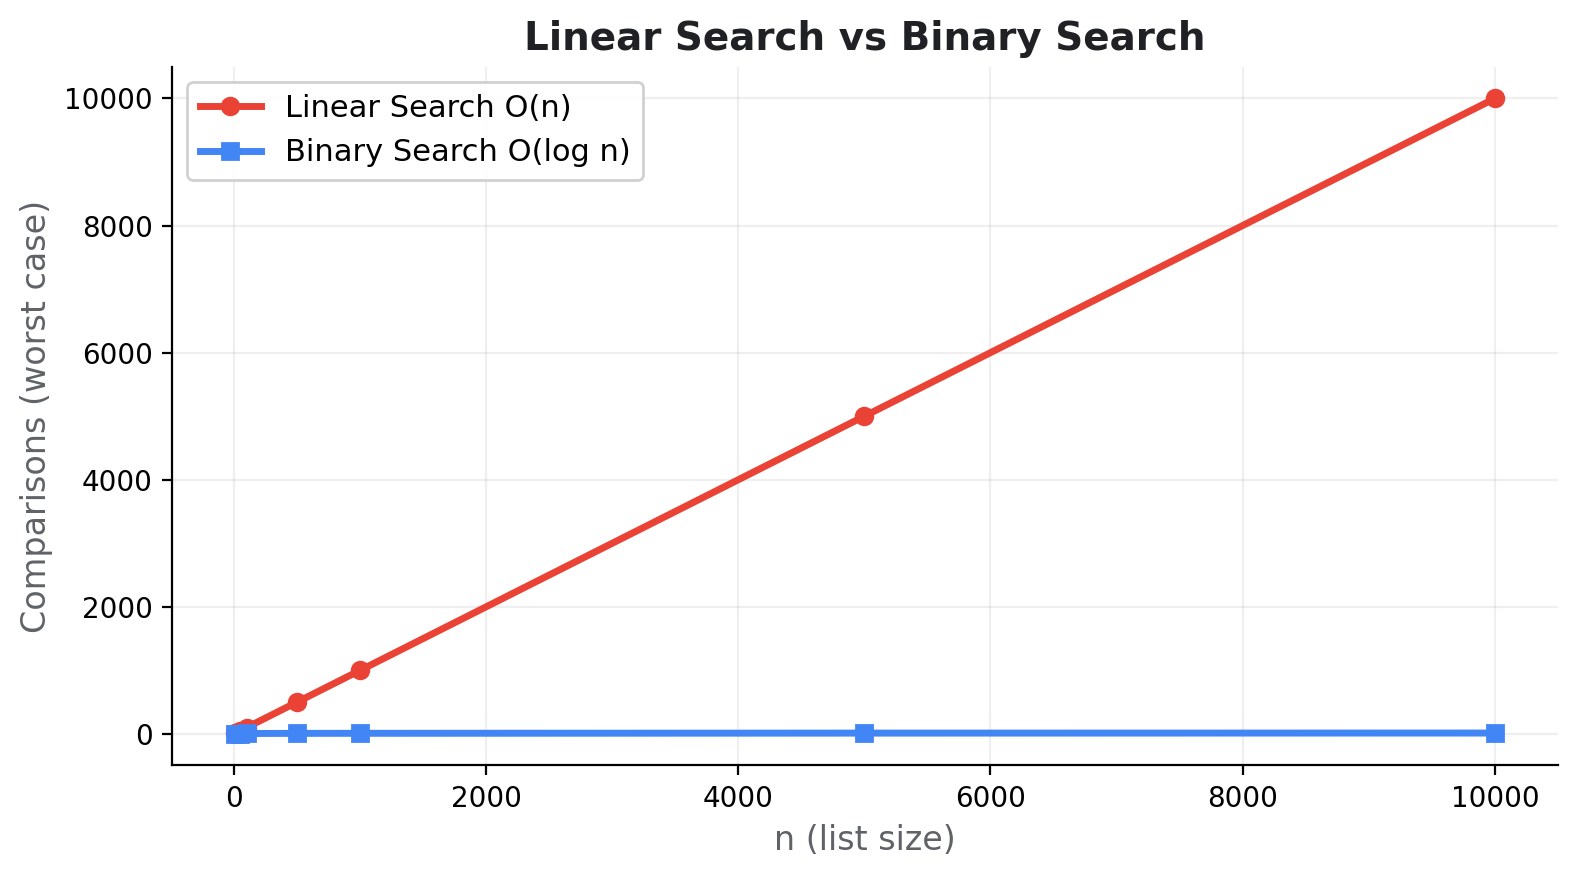 Linear Search vs Binary Search
Linear Search O(n)
Binary Search O(log n)
Comparisons (worst case)
10000
8000
6000
4000
2000
0
0 2000 4000 6000 8000 10000
n (list size)